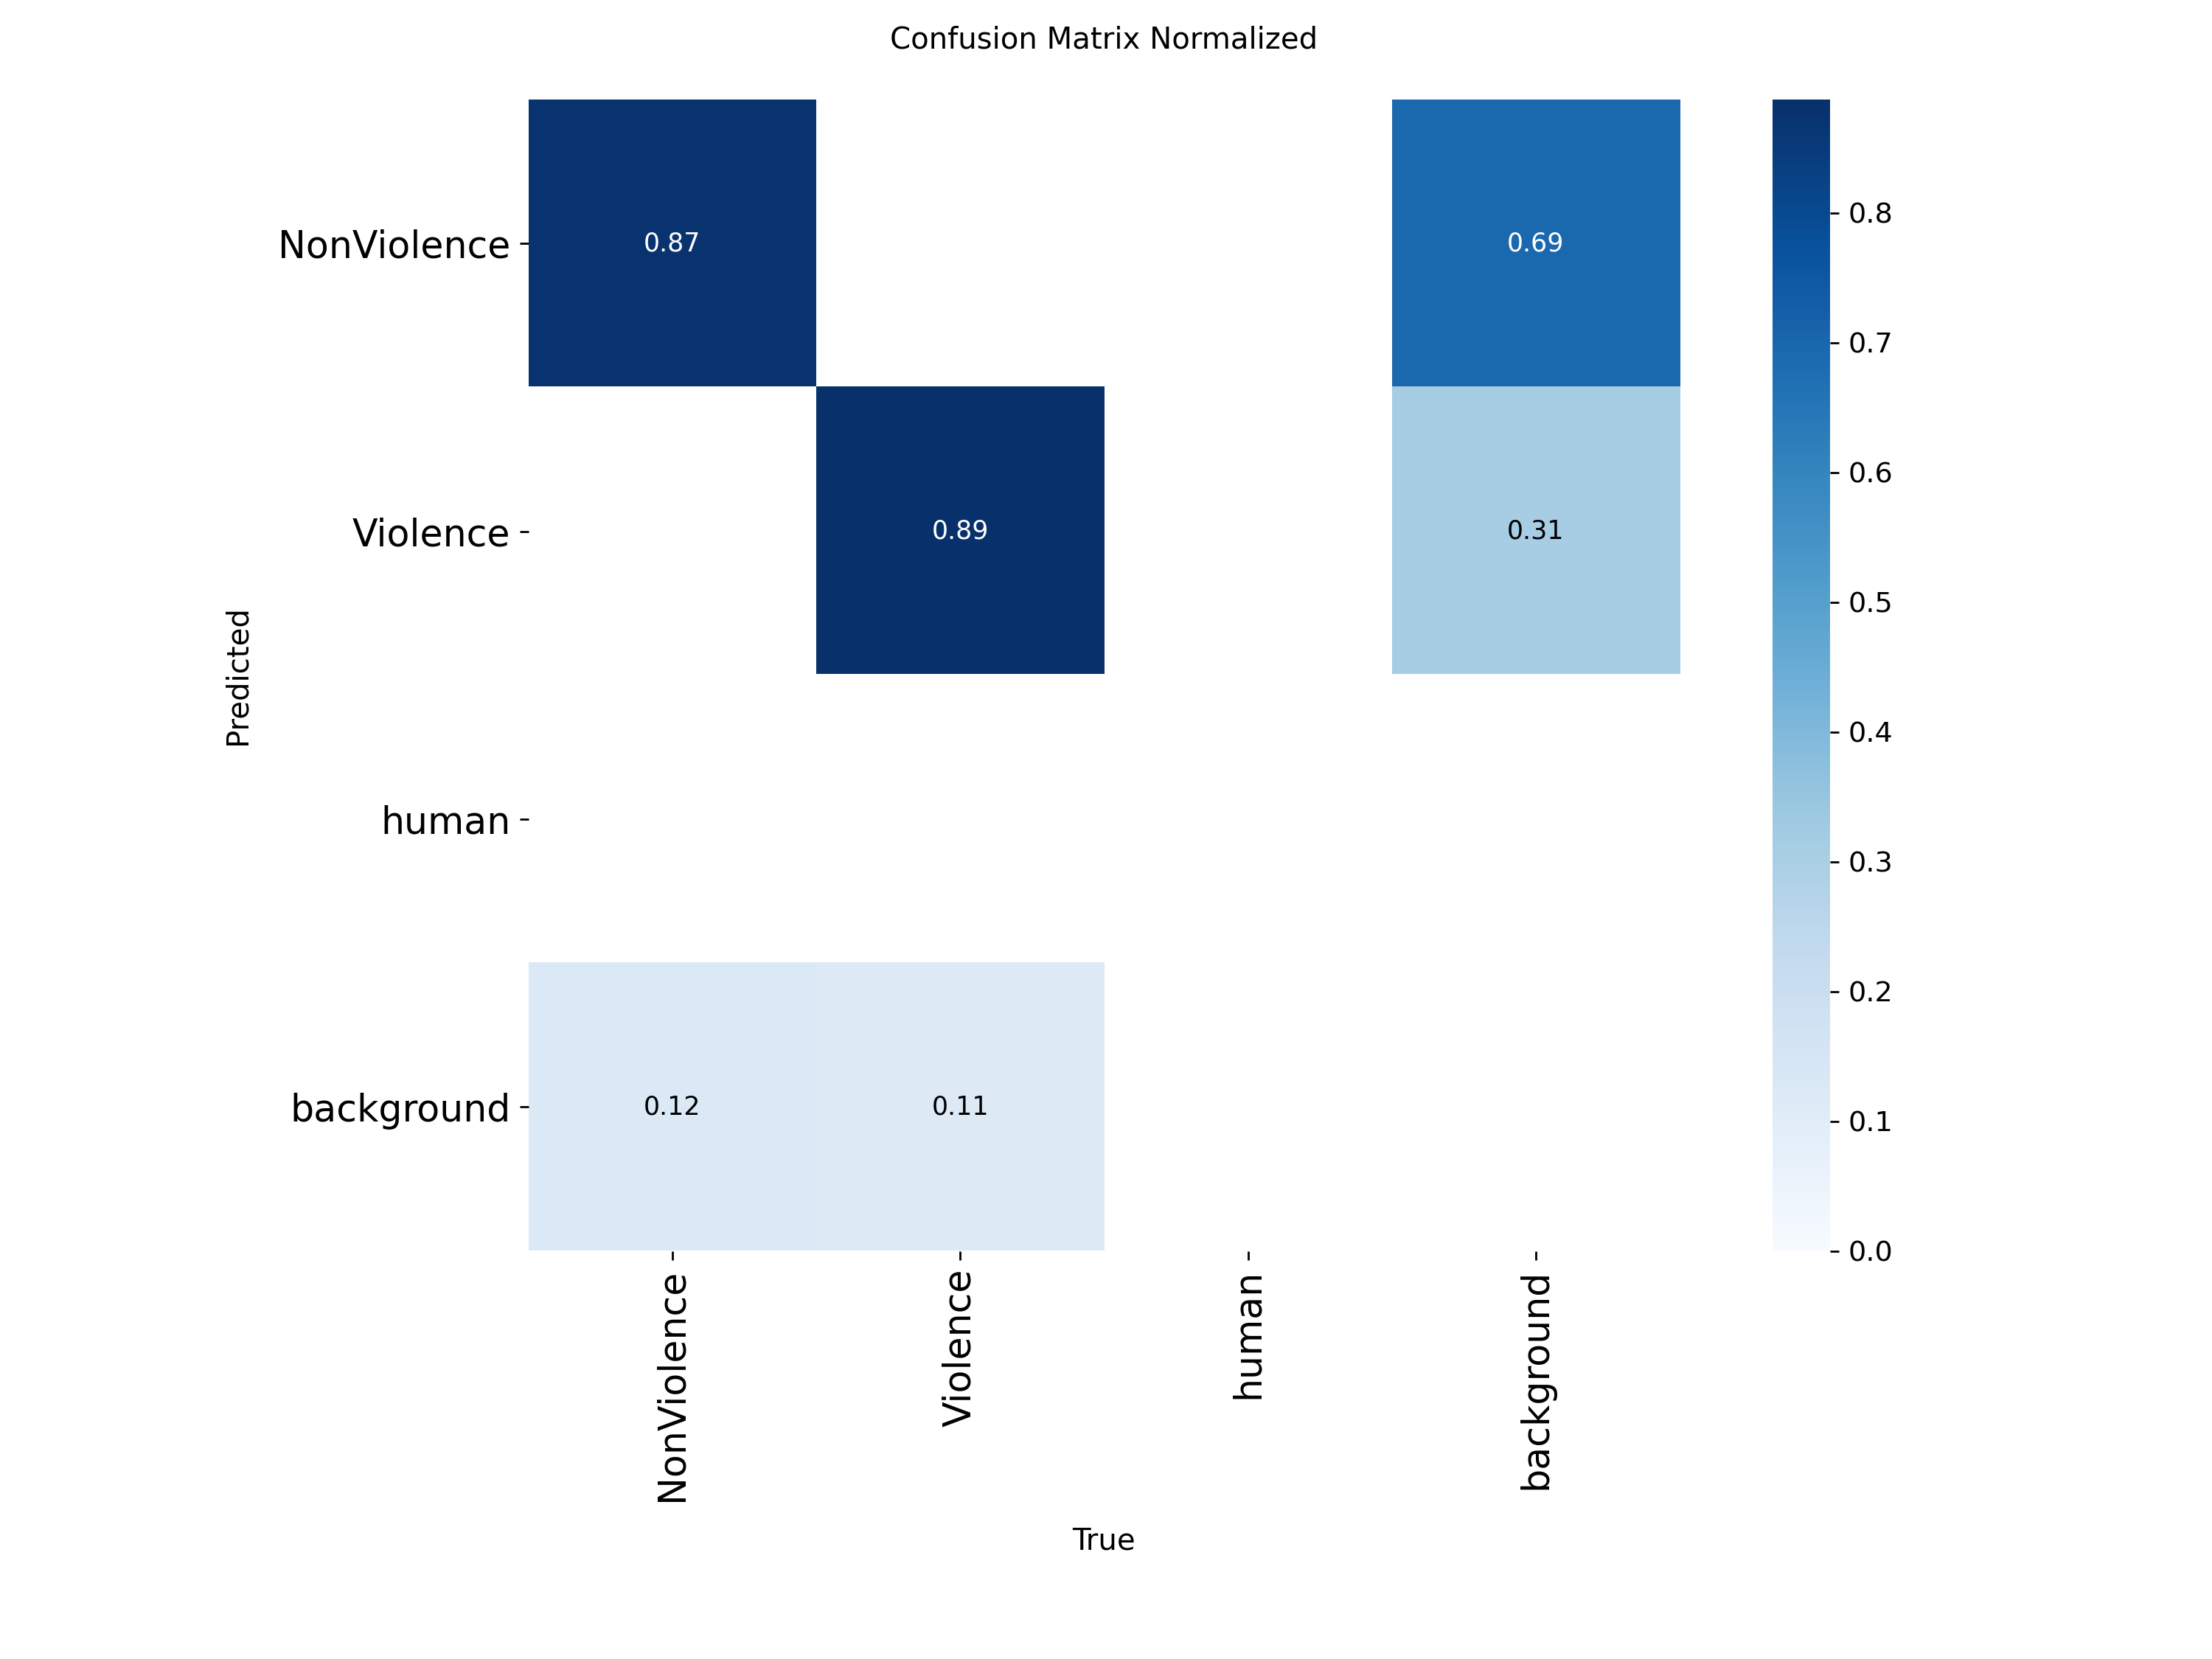 Confusion Matrix Normalized
NonViolence
0.87
0.69
Violence
0.89
0.31
human
background
0.12
0.11
Predicted
NonViolence
Violence
human
background
True
0.8
0.7
0.6
0.5
0.4
0.3
0.2
0.1
0.0